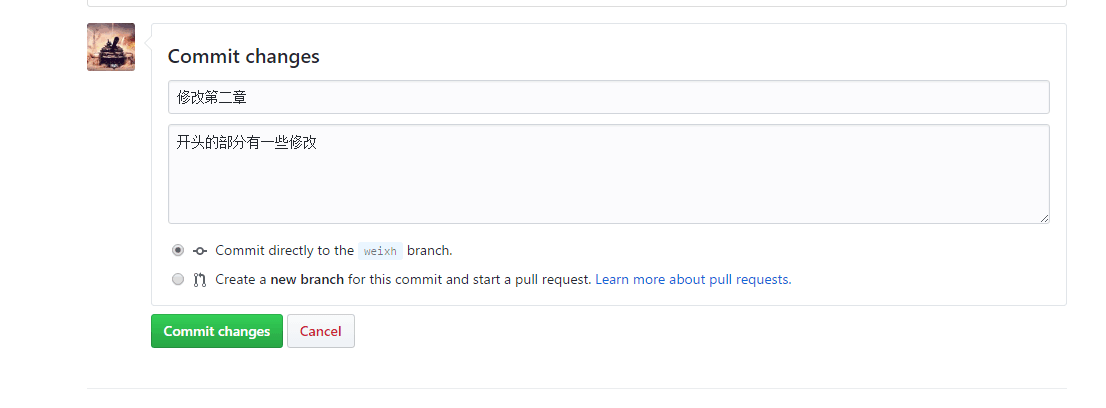 Commit changes
修改第二章
开头的部分有一些修改
Commit directly to the weixh branch.
Create a new branch for this commit and start a pull request. Learn more about pull requests.
Commit changes Cancel